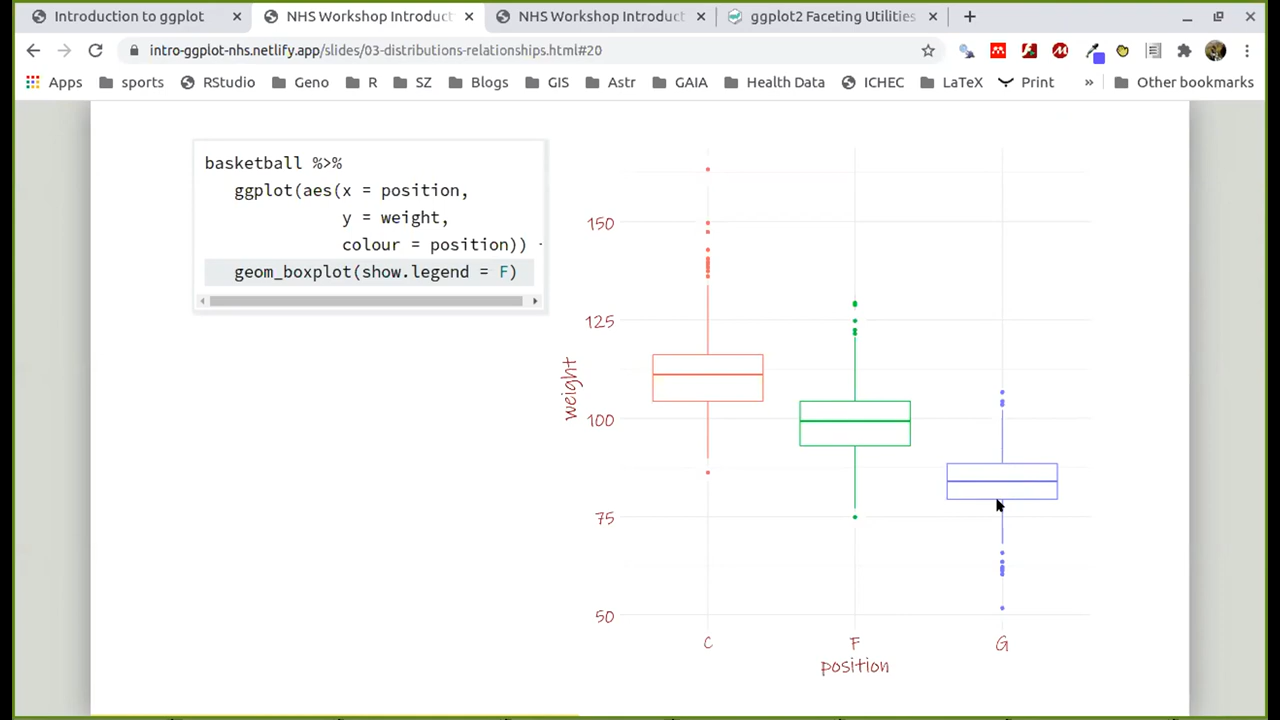 Introduction to ggplot
NHS Workshop Introduct
NHS Workshop Introduct
ggplot2 Faceting Utilities
intro-ggplot-nhs.netlify.app/slides/03-distributions-relationships.html#20
Apps sports RStudio Geno R SZ Blogs GIS Astr GAIA Health Data ICHEC LaTeX Print » Other bookmarks
basketball %>%
ggplot(aes(x = position,
y = weight,
colour = position))
geom_boxplot(show.legend = F)
150
125
100
75
50
weight
C F G
position